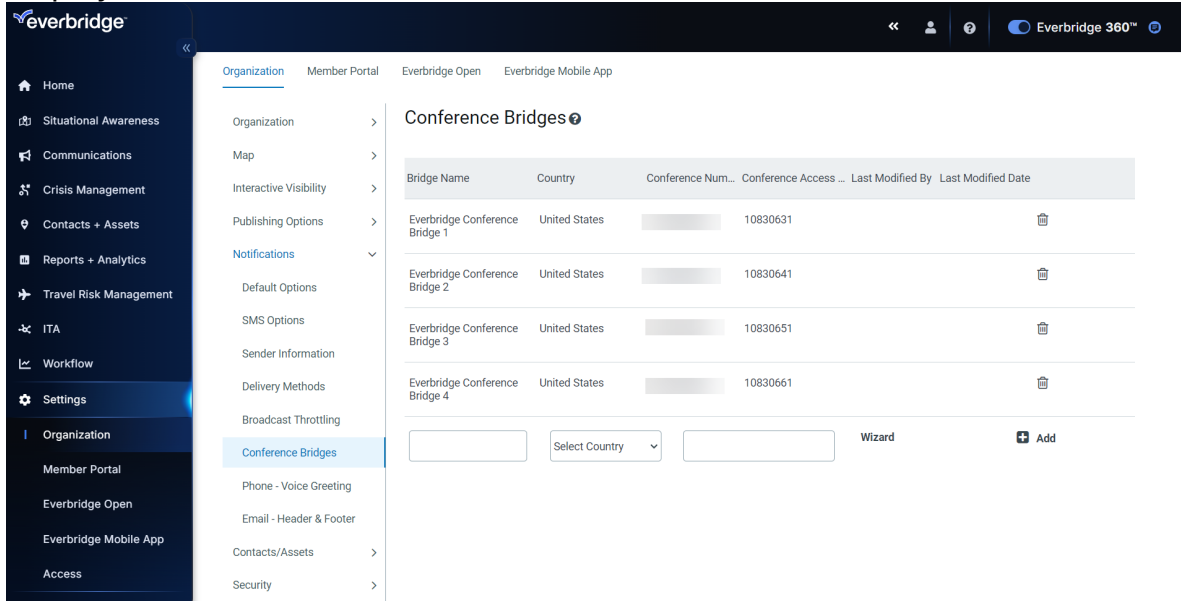 everbridge™
Everbridge 360™
Home
Situational Awareness
Communications
Crisis Management
Contacts + Assets
Reports + Analytics
Travel Risk Management
ITA
Workflow
Settings
Organization
Member Portal
Everbridge Open
Everbridge Mobile App
Access
Organization Member Portal Everbridge Open Everbridge Mobile App
Organization
Map
Interactive Visibility
Publishing Options
Notifications
Default Options
SMS Options
Sender Information
Delivery Methods
Broadcast Throttling
Conference Bridges
Phone - Voice Greeting
Email - Header & Footer
Contacts/Assets
Security
Conference Bridges
Bridge Name Country Conference Num... Conference Access ... Last Modified By Last Modified Date
Everbridge Conference United States 10830631
Bridge 1
Everbridge Conference United States 10830641
Bridge 2
Everbridge Conference United States 10830651
Bridge 3
Everbridge Conference United States 10830661
Bridge 4
Select Country Wizard Add